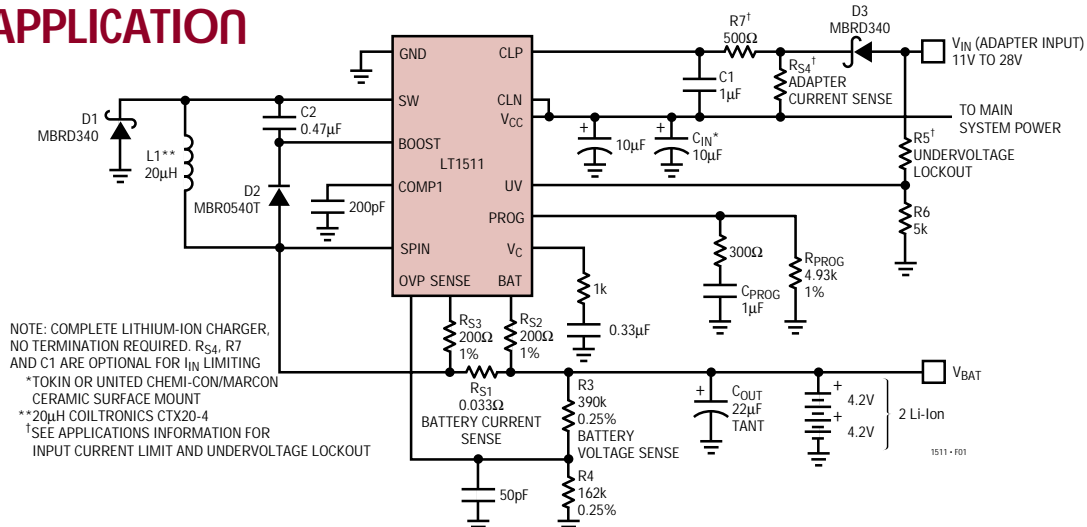 APPLICATION
GND
SW
BOOST
COMP1
SPIN
OVP SENSE
BAT
CLP
CLN
VCC
UV
PROG
VC
LT1511
D1
MBRD340
L1**
20µH
C2
0.47µF
D2
MBR0540T
200pF
R7†
500Ω
C1
1µF
RS4†
ADAPTER
CURRENT SENSE
D3
MBRD340
VIN (ADAPTER INPUT)
11V TO 28V
TO MAIN
SYSTEM POWER
+
10µF
+
CIN*
10µF
R5†
UNDERVOLTAGE
LOCKOUT
R6
5k
300Ω
CPROG
1µF
RPROG
4.93k
1%
1k
0.33µF
RS3
200Ω
1%
RS2
200Ω
1%
RS1
0.033Ω
BATTERY CURRENT
SENSE
R3
390k
0.25%
BATTERY
VOLTAGE SENSE
R4
162k
0.25%
50pF
+
COUT
22µF
TANT
+
4.2V
+
4.2V
2 Li-Ion
VBAT
NOTE: COMPLETE LITHIUM-ION CHARGER,
NO TERMINATION REQUIRED. RS4, R7
AND C1 ARE OPTIONAL FOR IIN LIMITING
*TOKIN OR UNITED CHEMI-CON/MARCON
CERAMIC SURFACE MOUNT
**20µH COILTRONICS CTX20-4
†SEE APPLICATIONS INFORMATION FOR
INPUT CURRENT LIMIT AND UNDERVOLTAGE LOCKOUT
1511 • F01